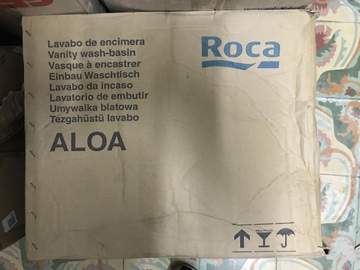 Lavabo de encimera
Vanity wash-basin
Vasque à encastrer
Einbau Waschtisch
Lavabo da incaso
Lavatorio de embutir
Umywalka blatowa
Tezgahüstü lavabo
ALOA
Roca